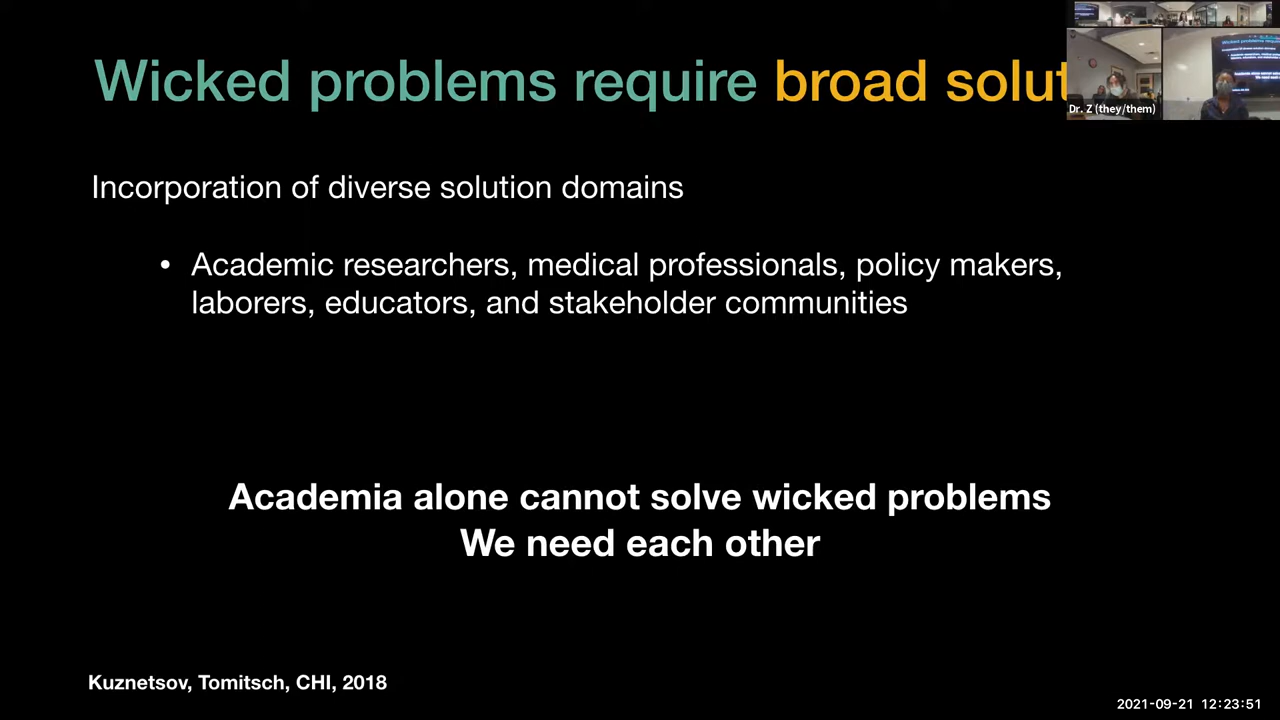 Wicked problems require broad solut
Dr. Z (they/them)
Incorporation of diverse solution domains
• Academic researchers, medical professionals, policy makers,
laborers, educators, and stakeholder communities
Academia alone cannot solve wicked problems
We need each other
Kuznetsov, Tomitsch, CHI, 2018
2021-09-21 12:23:51